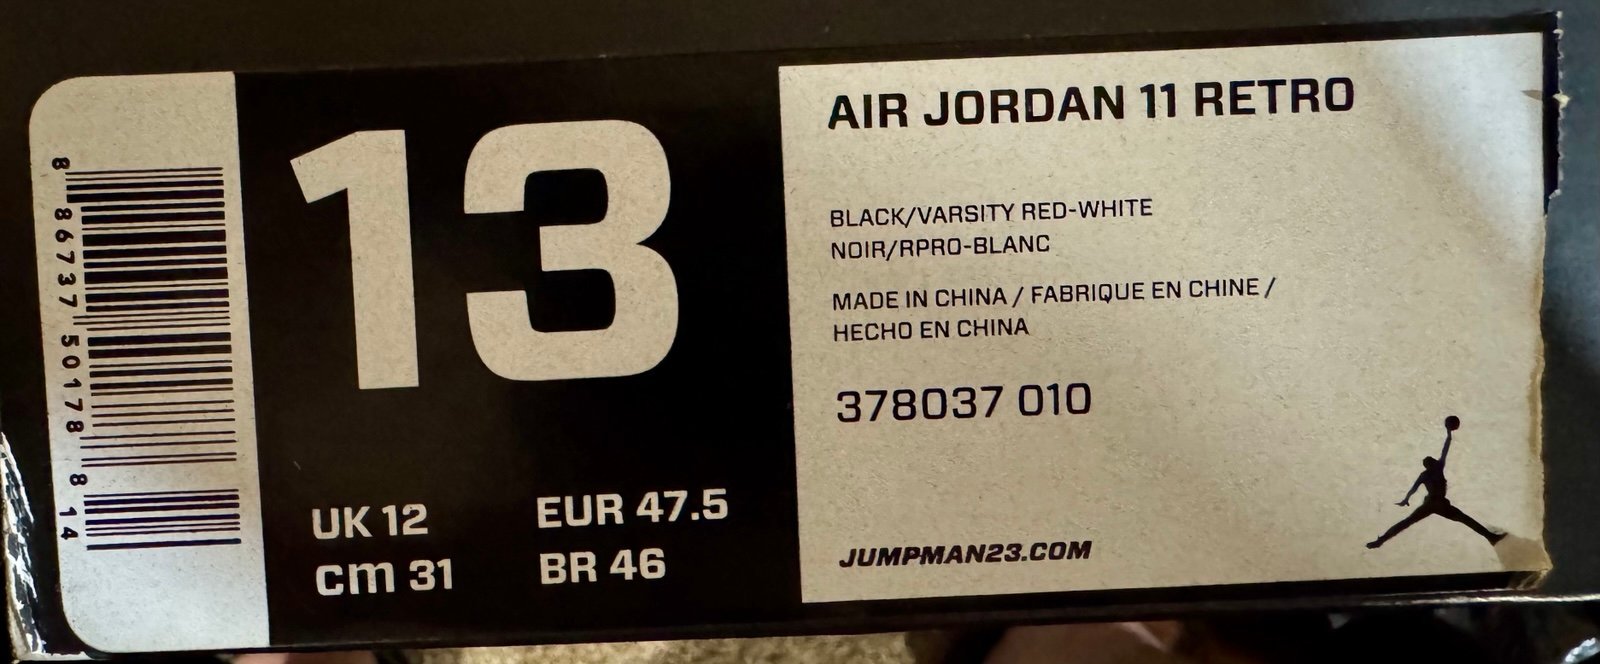 8 86737 50178 8 14
13
UK 12 EUR 47.5
cm 31 BR 46
AIR JORDAN 11 RETRO
BLACK/VARSITY RED-WHITE
NOIR/RPRO-BLANC
MADE IN CHINA / FABRIQUE EN CHINE /
HECHO EN CHINA
378037 010
JUMPMAN23.COM